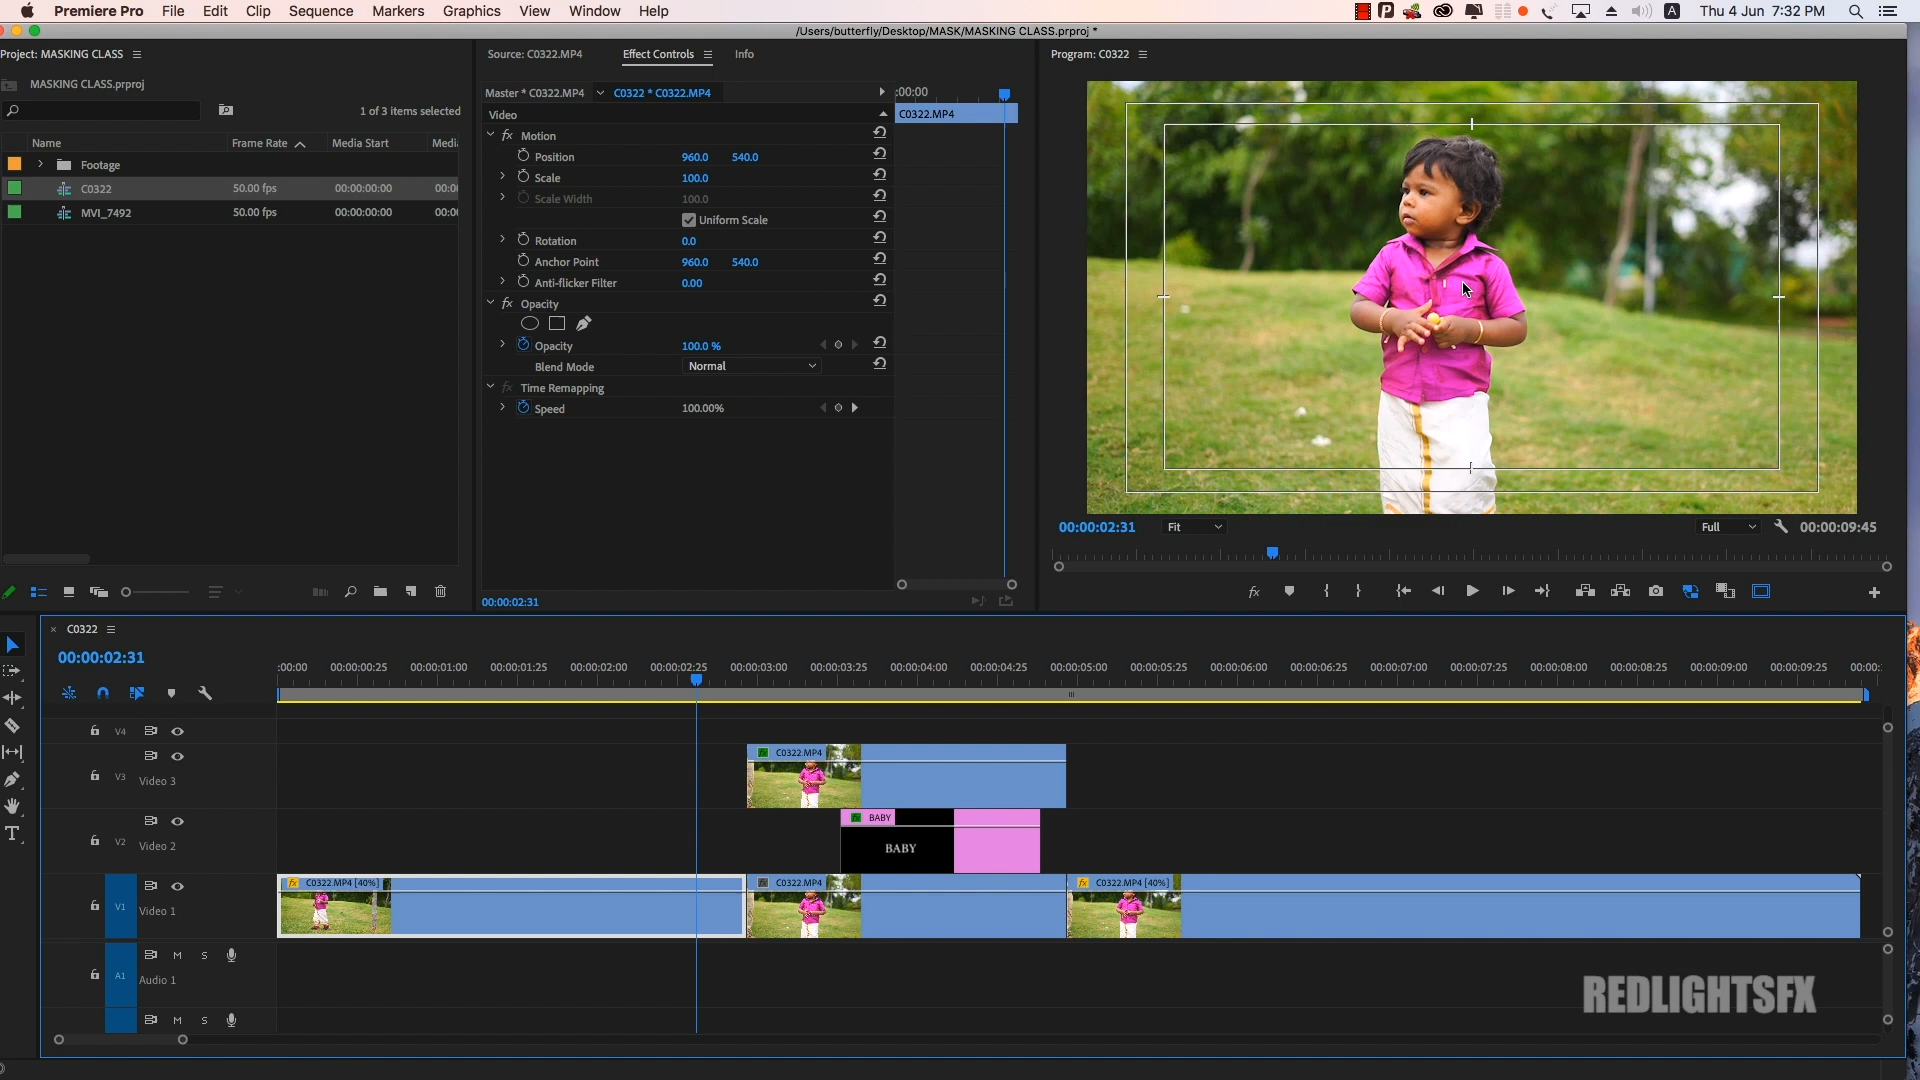 Premiere Pro File Edit Clip Sequence Markers Graphics View Window Help
A Thu 4 Jun 7:32 PM
/Users/butterfly/Desktop/MASK/MASKING CLASS.prproj *
Project: MASKING CLASS
MASKING CLASS.prproj
1 of 3 items selected
Name Frame Rate Media Start Media
Footage
C0322 50.00 fps 00:00:00:00 00:0
MVI_7492 50.00 fps 00:00:00:00 00:0
Source: C0322.MP4 Effect Controls Info
Master * C0322.MP4 C0322 * C0322.MP4 :00:00
Video C0322.MP4
fx Motion
Position 960.0 540.0
Scale 100.0
Scale Width 100.0
Uniform Scale
Rotation 0.0
Anchor Point 960.0 540.0
Anti-flicker Filter 0.00
fx Opacity
Opacity 100.0 %
Blend Mode Normal
fx Time Remapping
Speed 100.00%
00:00:02:31
Program: C0322
00:00:02:31 Fit Full 00:00:09:45
fx
C0322
00:00:02:31
:00:00 00:00:00:25 00:00:01:00 00:00:01:25 00:00:02:00 00:00:02:25 00:00:03:00 00:00:03:25 00:00:04:00 00:00:04:25 00:00:05:00 00:00:05:25 00:00:06:00 00:00:06:25 00:00:07:00 00:00:07:25 00:00:08:00 00:00:08:25 00:00:09:00 00:00:09:25 00:00:
V4
V3 Video 3 fx C0322.MP4
V2 Video 2 fx BABY
BABY
V1 Video 1 fx C0322.MP4 [40%] fx C0322.MP4 fx C0322.MP4 [40%]
A1 Audio 1 M S
M S
T
REDLIGHTSFX